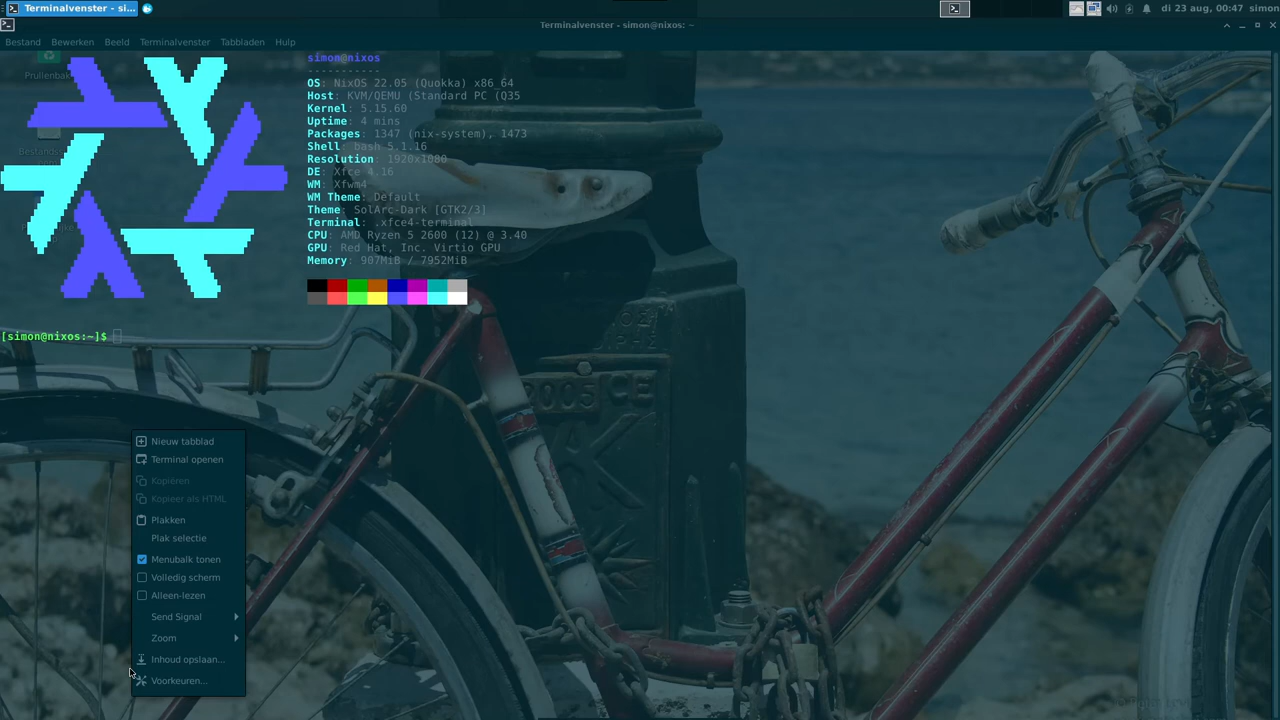 Terminalvenster - si...
di 23 aug, 00:47 simon
Terminalvenster - simon@nixos: ~
Bestand Bewerken Beeld Terminalvenster Tabbladen Hulp
Prullenbak
simon@nixos
-----------
OS: NixOS 22.05 (Quokka) x86_64
Host: KVM/QEMU (Standard PC (Q35
Kernel: 5.15.60
Uptime: 4 mins
Packages: 1347 (nix-system), 1473
Shell: bash 5.1.16
Resolution: 1920x1080
DE: Xfce 4.16
WM: Xfwm4
WM Theme: Default
Theme: SolArc-Dark [GTK2/3]
Terminal: .xfce4-terminal
CPU: AMD Ryzen 5 2600 (12) @ 3.40
GPU: Red Hat, Inc. Virtio GPU
Memory: 907MiB / 7952MiB
[simon@nixos:~]$
2005 CE
Nieuw tabblad
Terminal openen
Kopiëren
Kopieer als HTML
Plakken
Plak selectie
Menubalk tonen
Volledig scherm
Alleen-lezen
Send Signal
Zoom
Inhoud opslaan...
Voorkeuren...